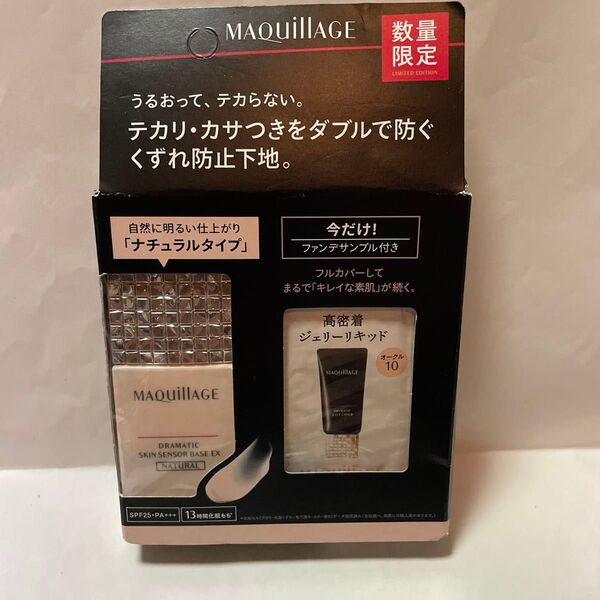 MAQuillAGE
数量
限定
LIMITED EDITION
うるおって、テカらない。
テカリ・カサつきをダブルで防ぐ
くずれ防止下地。
自然に明るい仕上がり
「ナチュラルタイプ」
今だけ!
ファンデサンプル付き
フルカバーして
まるで「キレイな素肌」が続く。
高密着
ジェリーリキッド
オークル
10
MAQuillAGE
MAQuillAGE
DRAMATIC
SKIN SENSOR BASE EX
NATURAL
SPF25・PA+++
13時間化粧もち*